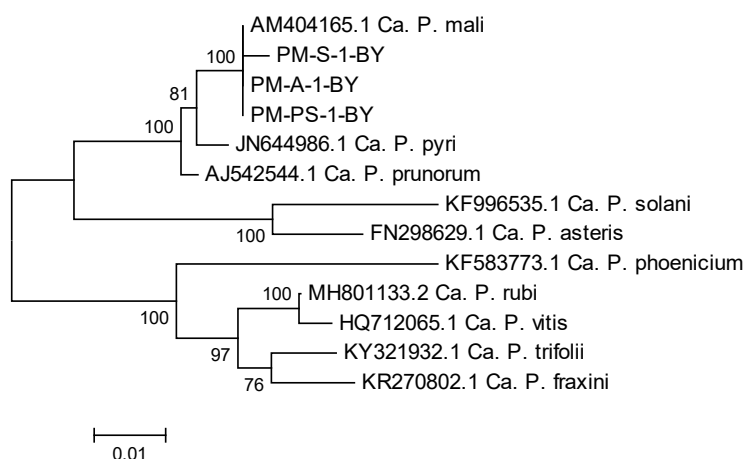 AM404165.1 Ca. P. mali
100
PM-S-1-BY
PM-A-1-BY
81
PM-PS-1-BY
100
JN644986.1 Ca. P. pyri
AJ542544.1 Ca. P. prunorum
KF996535.1 Ca. P. solani
100
FN298629.1 Ca. P. asteris
KF583773.1 Ca. P. phoenicium
100
MH801133.2 Ca. P. rubi
100
HQ712065.1 Ca. P. vitis
97
KY321932.1 Ca. P. trifolii
76
KR270802.1 Ca. P. fraxini
0.01